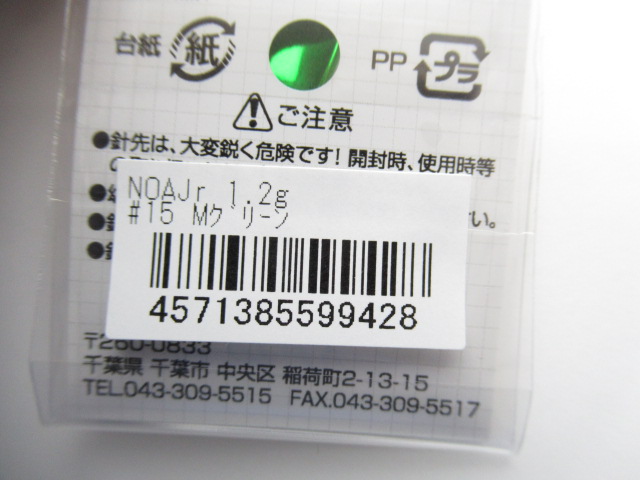 台紙 紙 PP プラ
ご注意
●針先は、大変鋭く危険です! 開封時、使用時等
NOAJr 1.2g
#15 Mグリーン
さい。
4571385599428
〒260-0833
千葉県 千葉市 中央区 稲荷町2-13-15
TEL.043-309-5515 FAX.043-309-5517